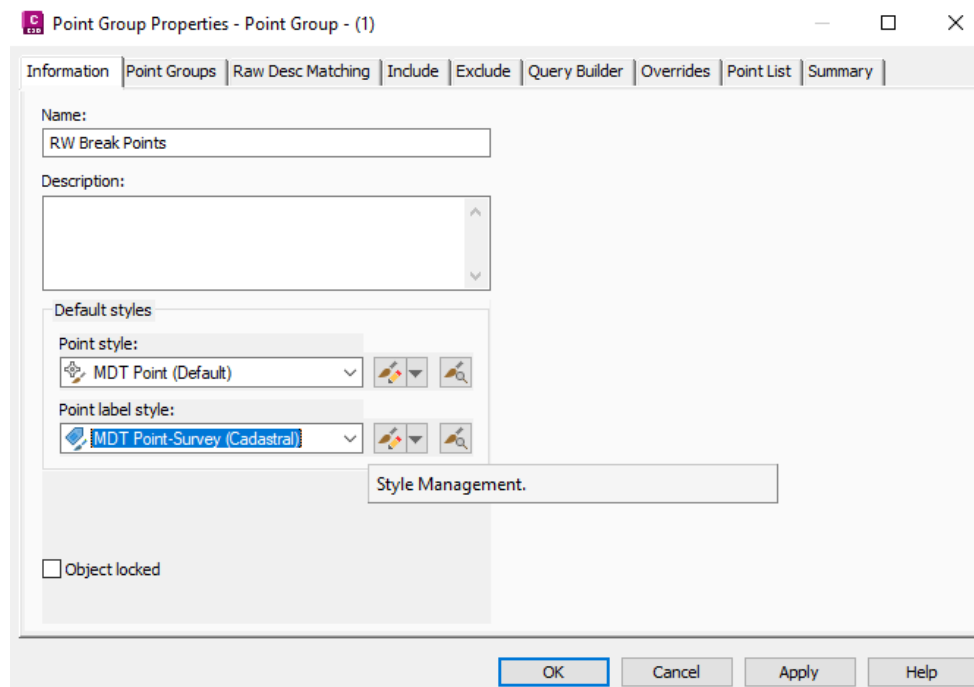 C
C3D
Point Group Properties - Point Group - (1)
Information Point Groups Raw Desc Matching Include Exclude Query Builder Overrides Point List Summary
Name:
RW Break Points
Description:
Default styles
Point style:
MDT Point (Default)
Point label style:
MDT Point-Survey (Cadastral)
Style Management.
Object locked
OK Cancel Apply Help